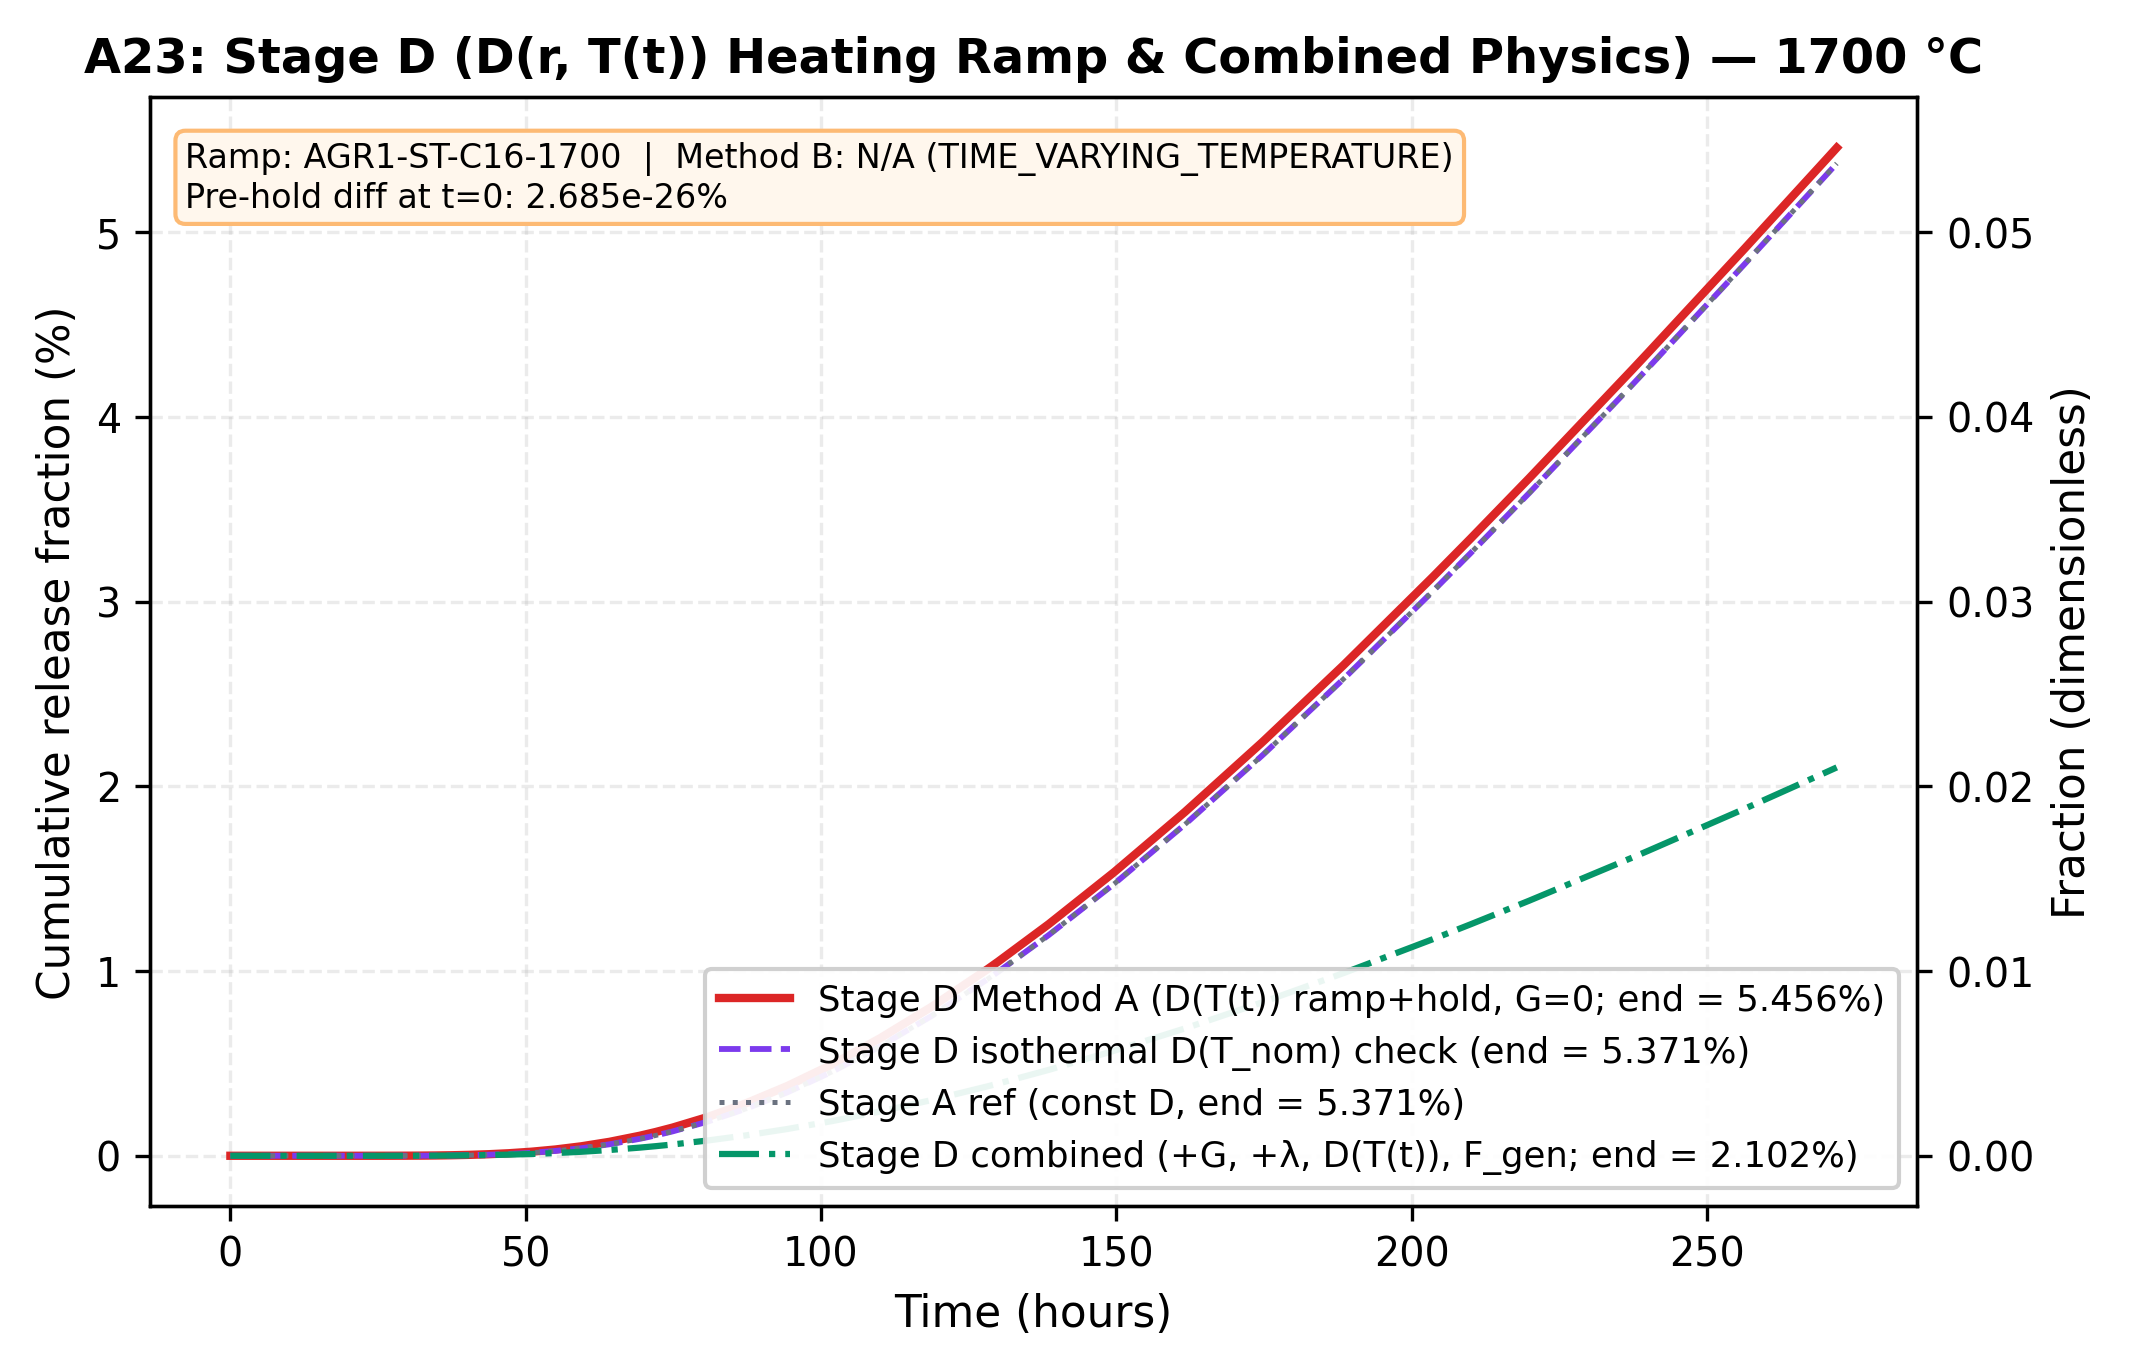 A23: Stage D (D(r, T(t)) Heating Ramp & Combined Physics) — 1700 °C
Ramp: AGR1-ST-C16-1700 | Method B: N/A (TIME_VARYING_TEMPERATURE)
Pre-hold diff at t=0: 2.685e-26%
Cumulative release fraction (%)
5
4
3
2
1
0
0.05
0.04
0.03
0.02
0.01
0.00
Fraction (dimensionless)
Stage D Method A (D(T(t)) ramp+hold, G=0; end = 5.456%)
Stage D isothermal D(T_nom) check (end = 5.371%)
Stage A ref (const D, end = 5.371%)
Stage D combined (+G, +λ, D(T(t)), F_gen; end = 2.102%)
0 50 100 150 200 250
Time (hours)